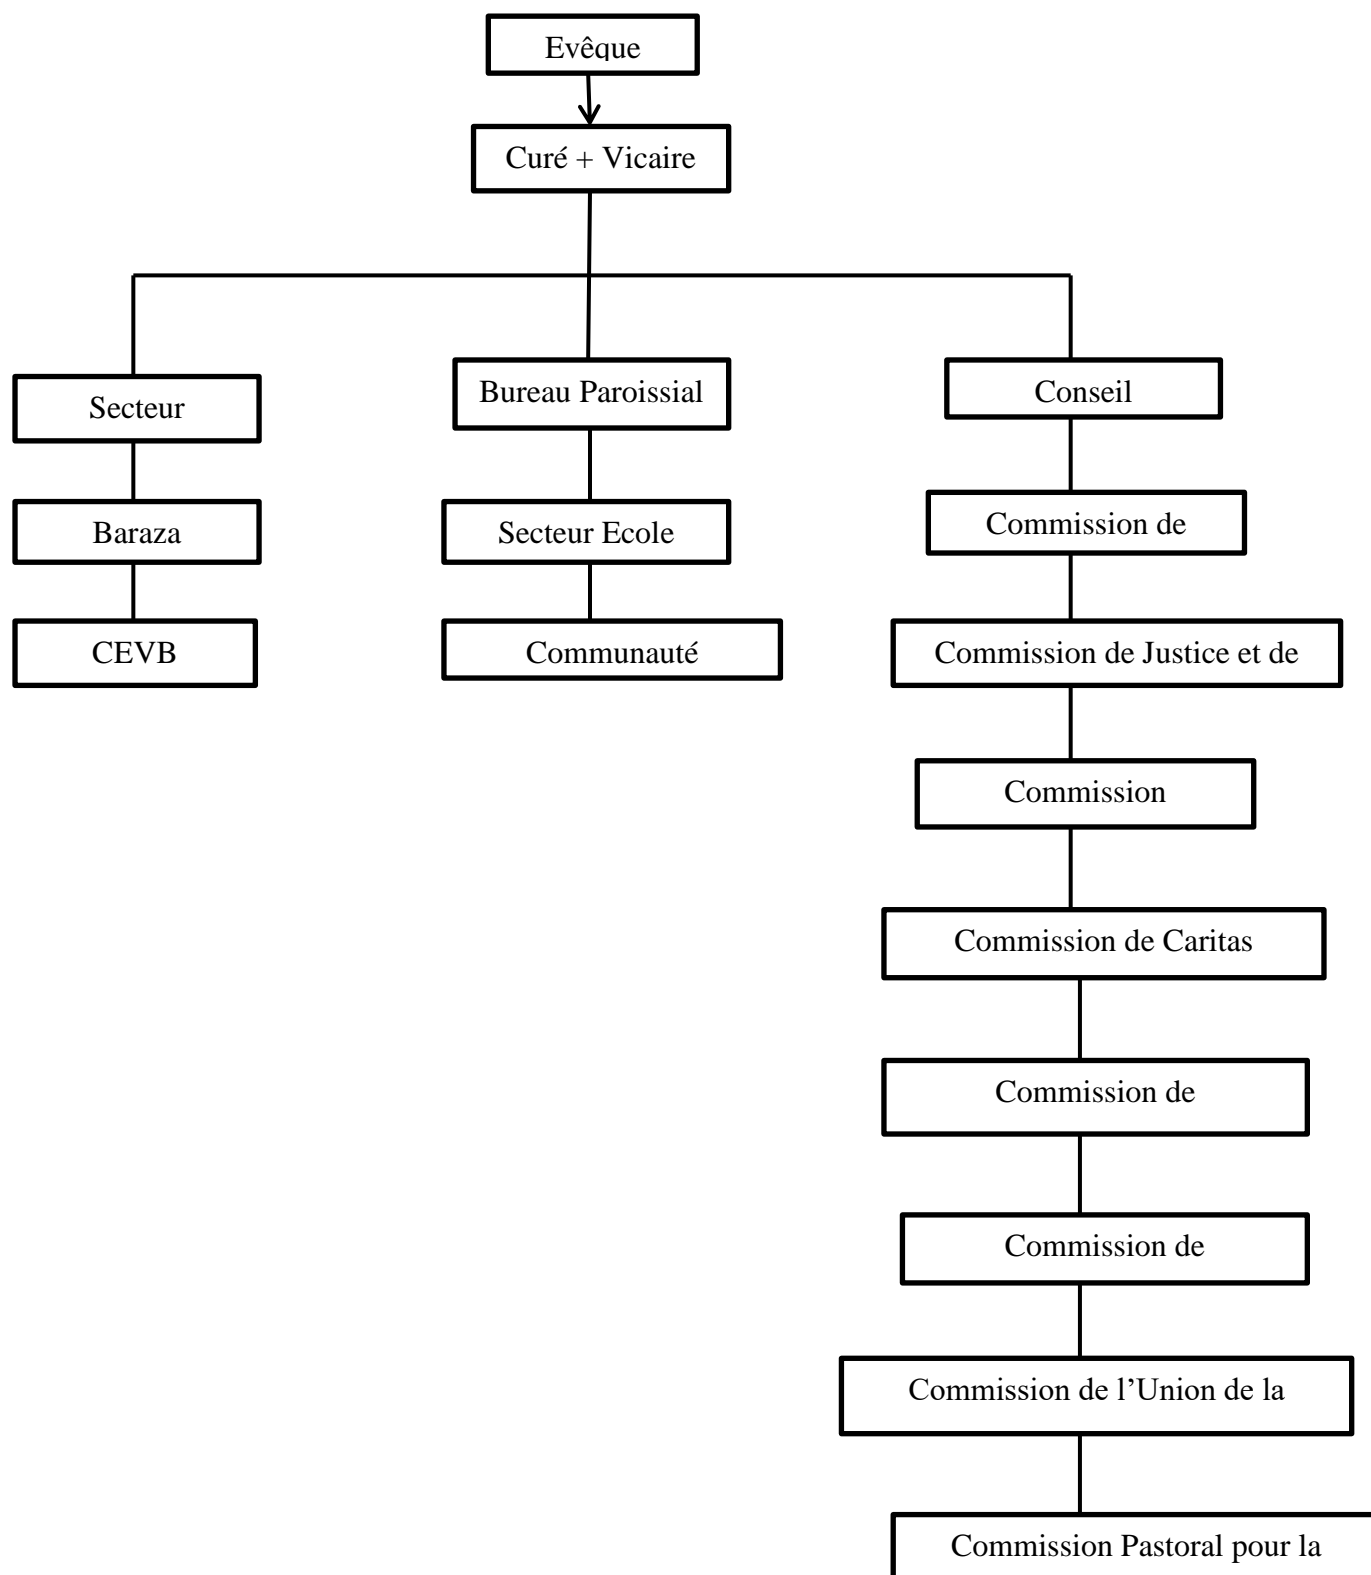 Evêque
Curé + Vicaire
Secteur
Bureau Paroissial
Conseil
Baraza
Secteur Ecole
Commission de
CEVB
Communauté
Commission de Justice et de
Commission
Commission de Caritas
Commission de
Commission de
Commission de l’Union de la
Commission Pastoral pour la